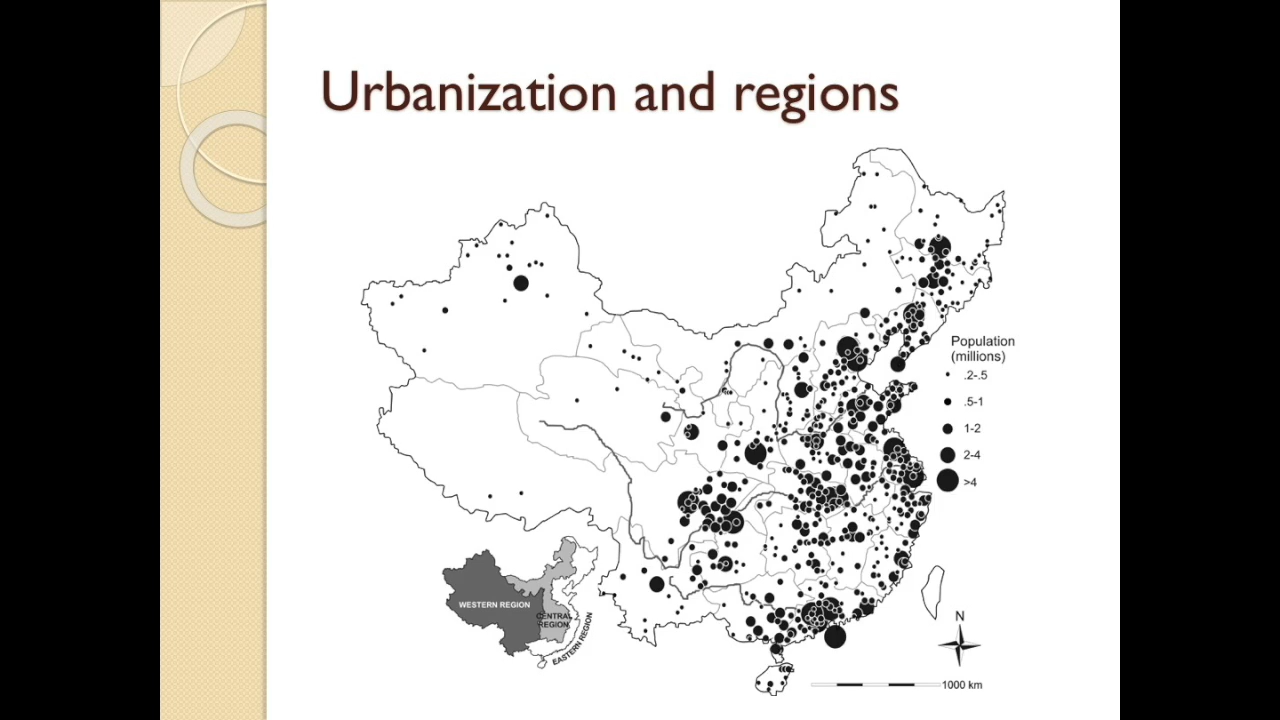 Urbanization and regions
Population
(millions)
.2-.5
.5-1
1-2
2-4
>4
WESTERN REGION
CENTRAL
REGION
EASTERN REGION
N
1000 km